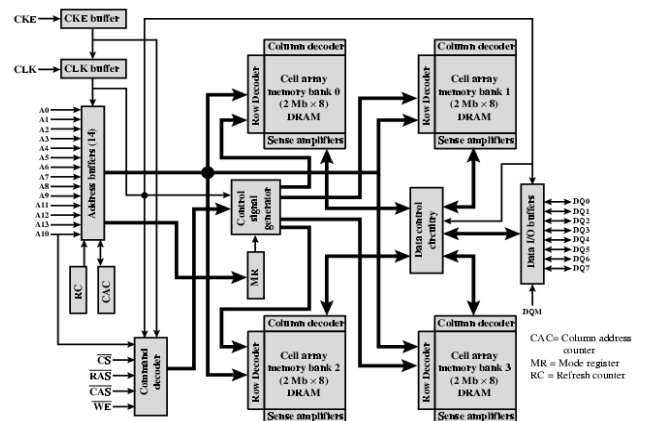 CKE
CKE buffer
CLK
CLK buffer
A0
A1
A2
A3
A4
A5
A6
A7
A8
A9
A11
A12
A13
A10
Address buffers (14)
RC
CAC
Column decoder
Row Decoder
Cell array
memory bank 0
(2 Mb × 8)
DRAM
Sense amplifiers
Column decoder
Row Decoder
Cell array
memory bank 1
(2 Mb × 8)
DRAM
Sense amplifiers
Control
signal
generator
MR
Data control
circuitry
Data I/O buffers
DQ0
DQ1
DQ2
DQ3
DQ4
DQ5
DQ6
DQ7
DQM
CS
RAS
CAS
WE
Command
decoder
Column decoder
Row Decoder
Cell array
memory bank 2
(2 Mb × 8)
DRAM
Sense amplifiers
Column decoder
Row Decoder
Cell array
memory bank 3
(2 Mb × 8)
DRAM
Sense amplifiers
CAC= Column address
counter
MR = Mode register
RC = Refresh counter